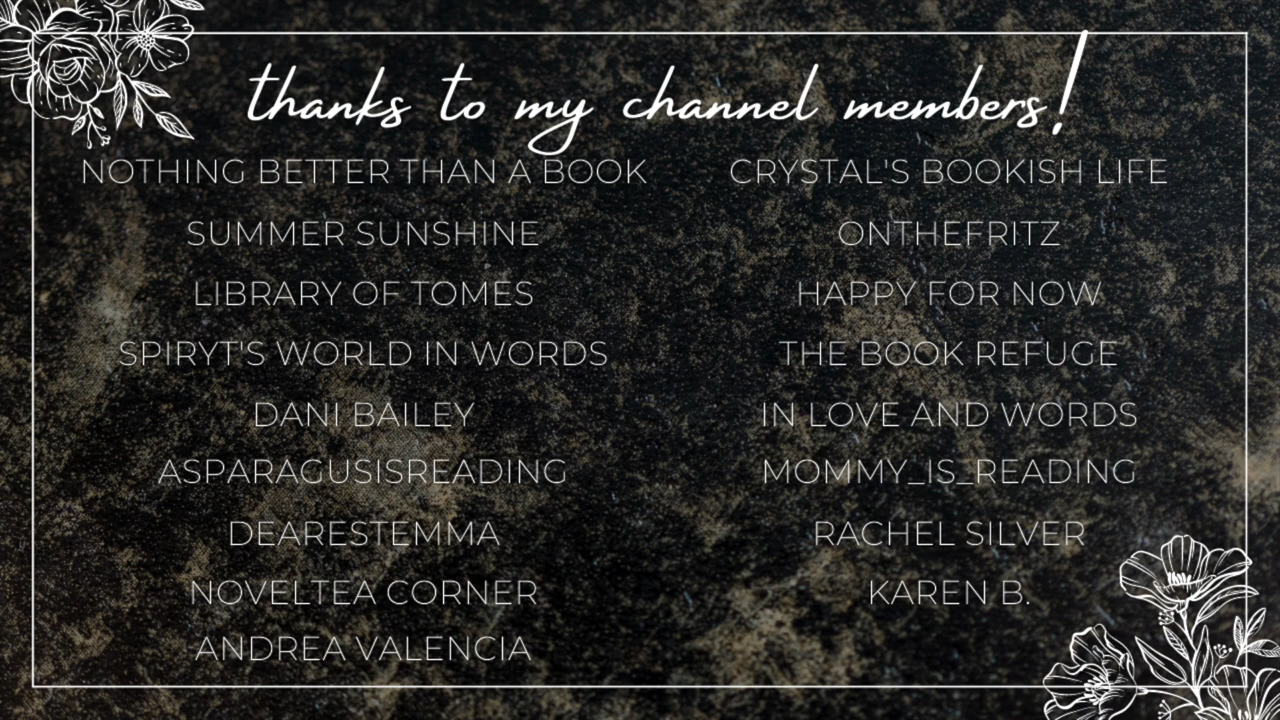 thanks to my channel members!
NOTHING BETTER THAN A BOOK
SUMMER SUNSHINE
LIBRARY OF TOMES
SPIRYT'S WORLD IN WORDS
DANI BAILEY
ASPARAGUSISREADING
DEARESTEMMA
NOVELTEA CORNER
ANDREA VALENCIA
CRYSTAL'S BOOKISH LIFE
ONTHEFRITZ
HAPPY FOR NOW
THE BOOK REFUGE
IN LOVE AND WORDS
MOMMY_IS_READING
RACHEL SILVER
KAREN B.